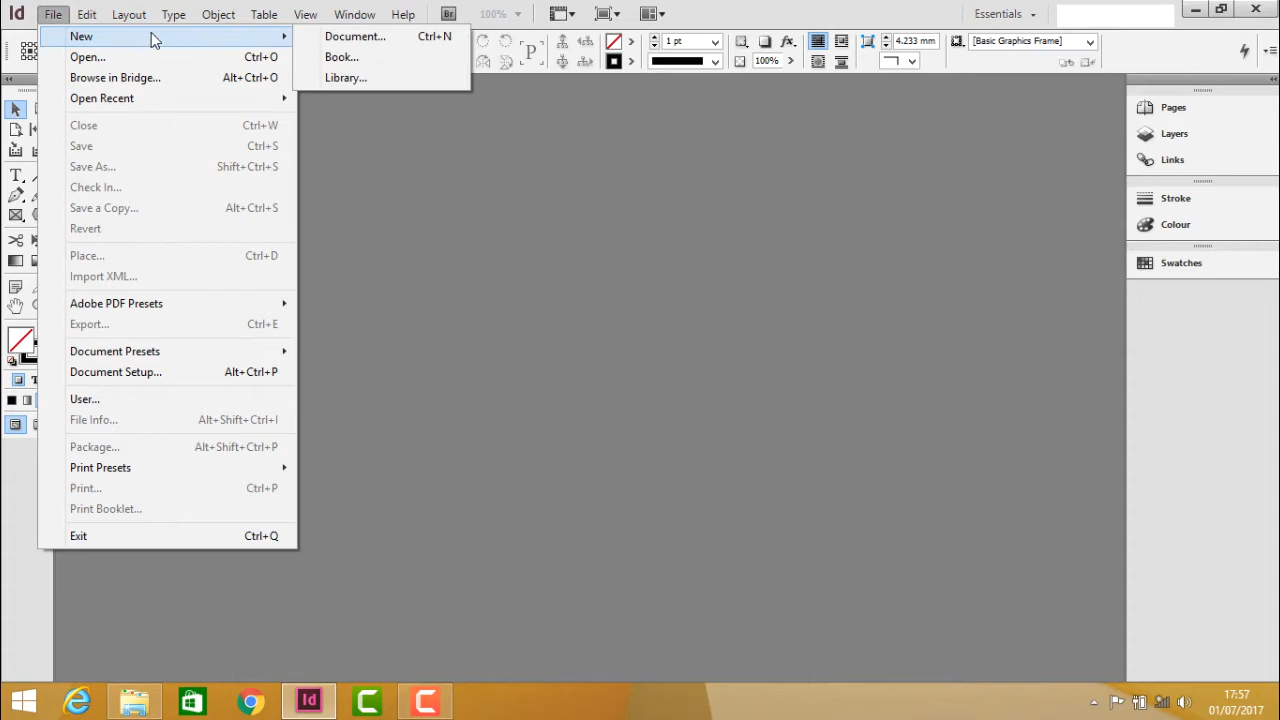 Id File Edit Layout Type Object Table View Window Help Br 100% Essentials
1 pt 4.233 mm [Basic Graphics Frame]
P fx. 100%
New Document... Ctrl+N
Open... Ctrl+O Book...
Browse in Bridge... Alt+Ctrl+O Library...
Open Recent
Close Ctrl+W
Save Ctrl+S
Save As... Shift+Ctrl+S
Check In...
Save a Copy... Alt+Ctrl+S
Revert
Place... Ctrl+D
Import XML...
Adobe PDF Presets
Export... Ctrl+E
Document Presets
Document Setup... Alt+Ctrl+P
User...
File Info... Alt+Shift+Ctrl+I
Package... Alt+Shift+Ctrl+P
Print Presets
Print... Ctrl+P
Print Booklet...
Exit Ctrl+Q
Pages
Layers
Links
Stroke
Colour
Swatches
Id
17:57
01/07/2017